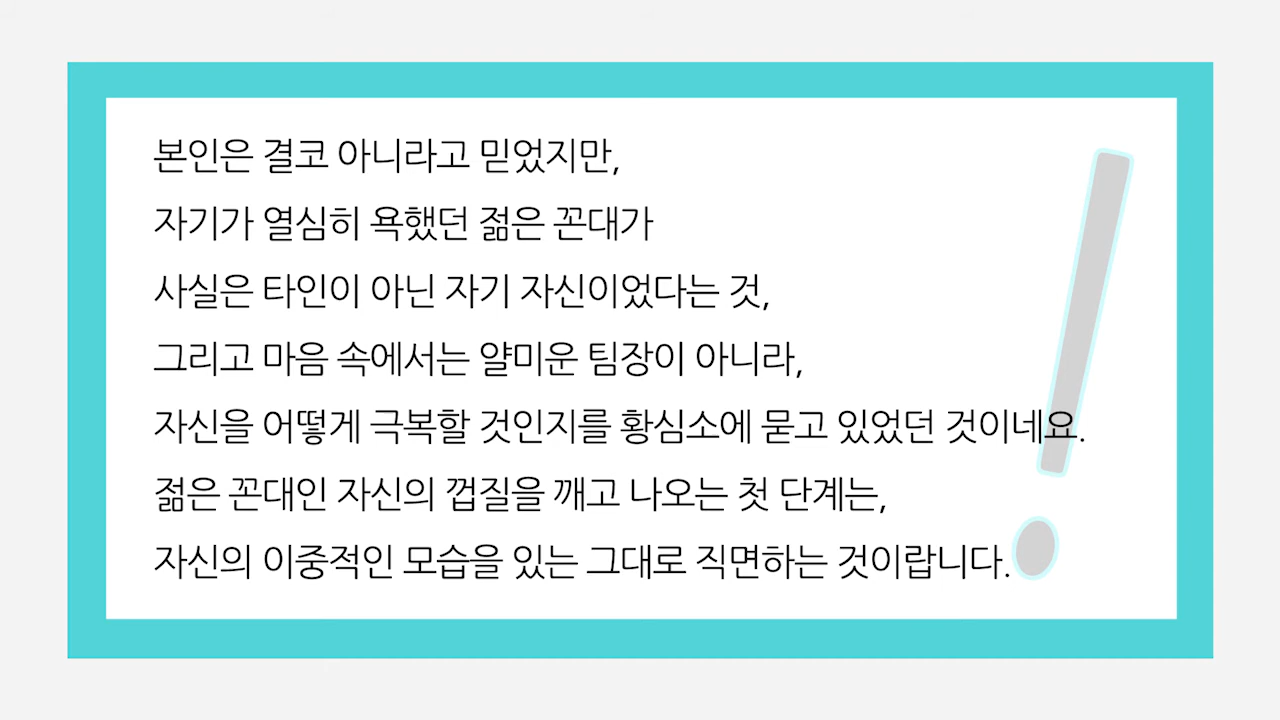 본인은 결코 아니라고 믿었지만,
자기가 열심히 욕했던 젊은 꼰대가
사실은 타인이 아닌 자기 자신이었다는 것,
그리고 마음 속에서는 얄미운 팀장이 아니라,
자신을 어떻게 극복할 것인지를 황심소에 묻고 있었던 것이네요.
젊은 꼰대인 자신의 껍질을 깨고 나오는 첫 단계는,
자신의 이중적인 모습을 있는 그대로 직면하는 것이랍니다.
!